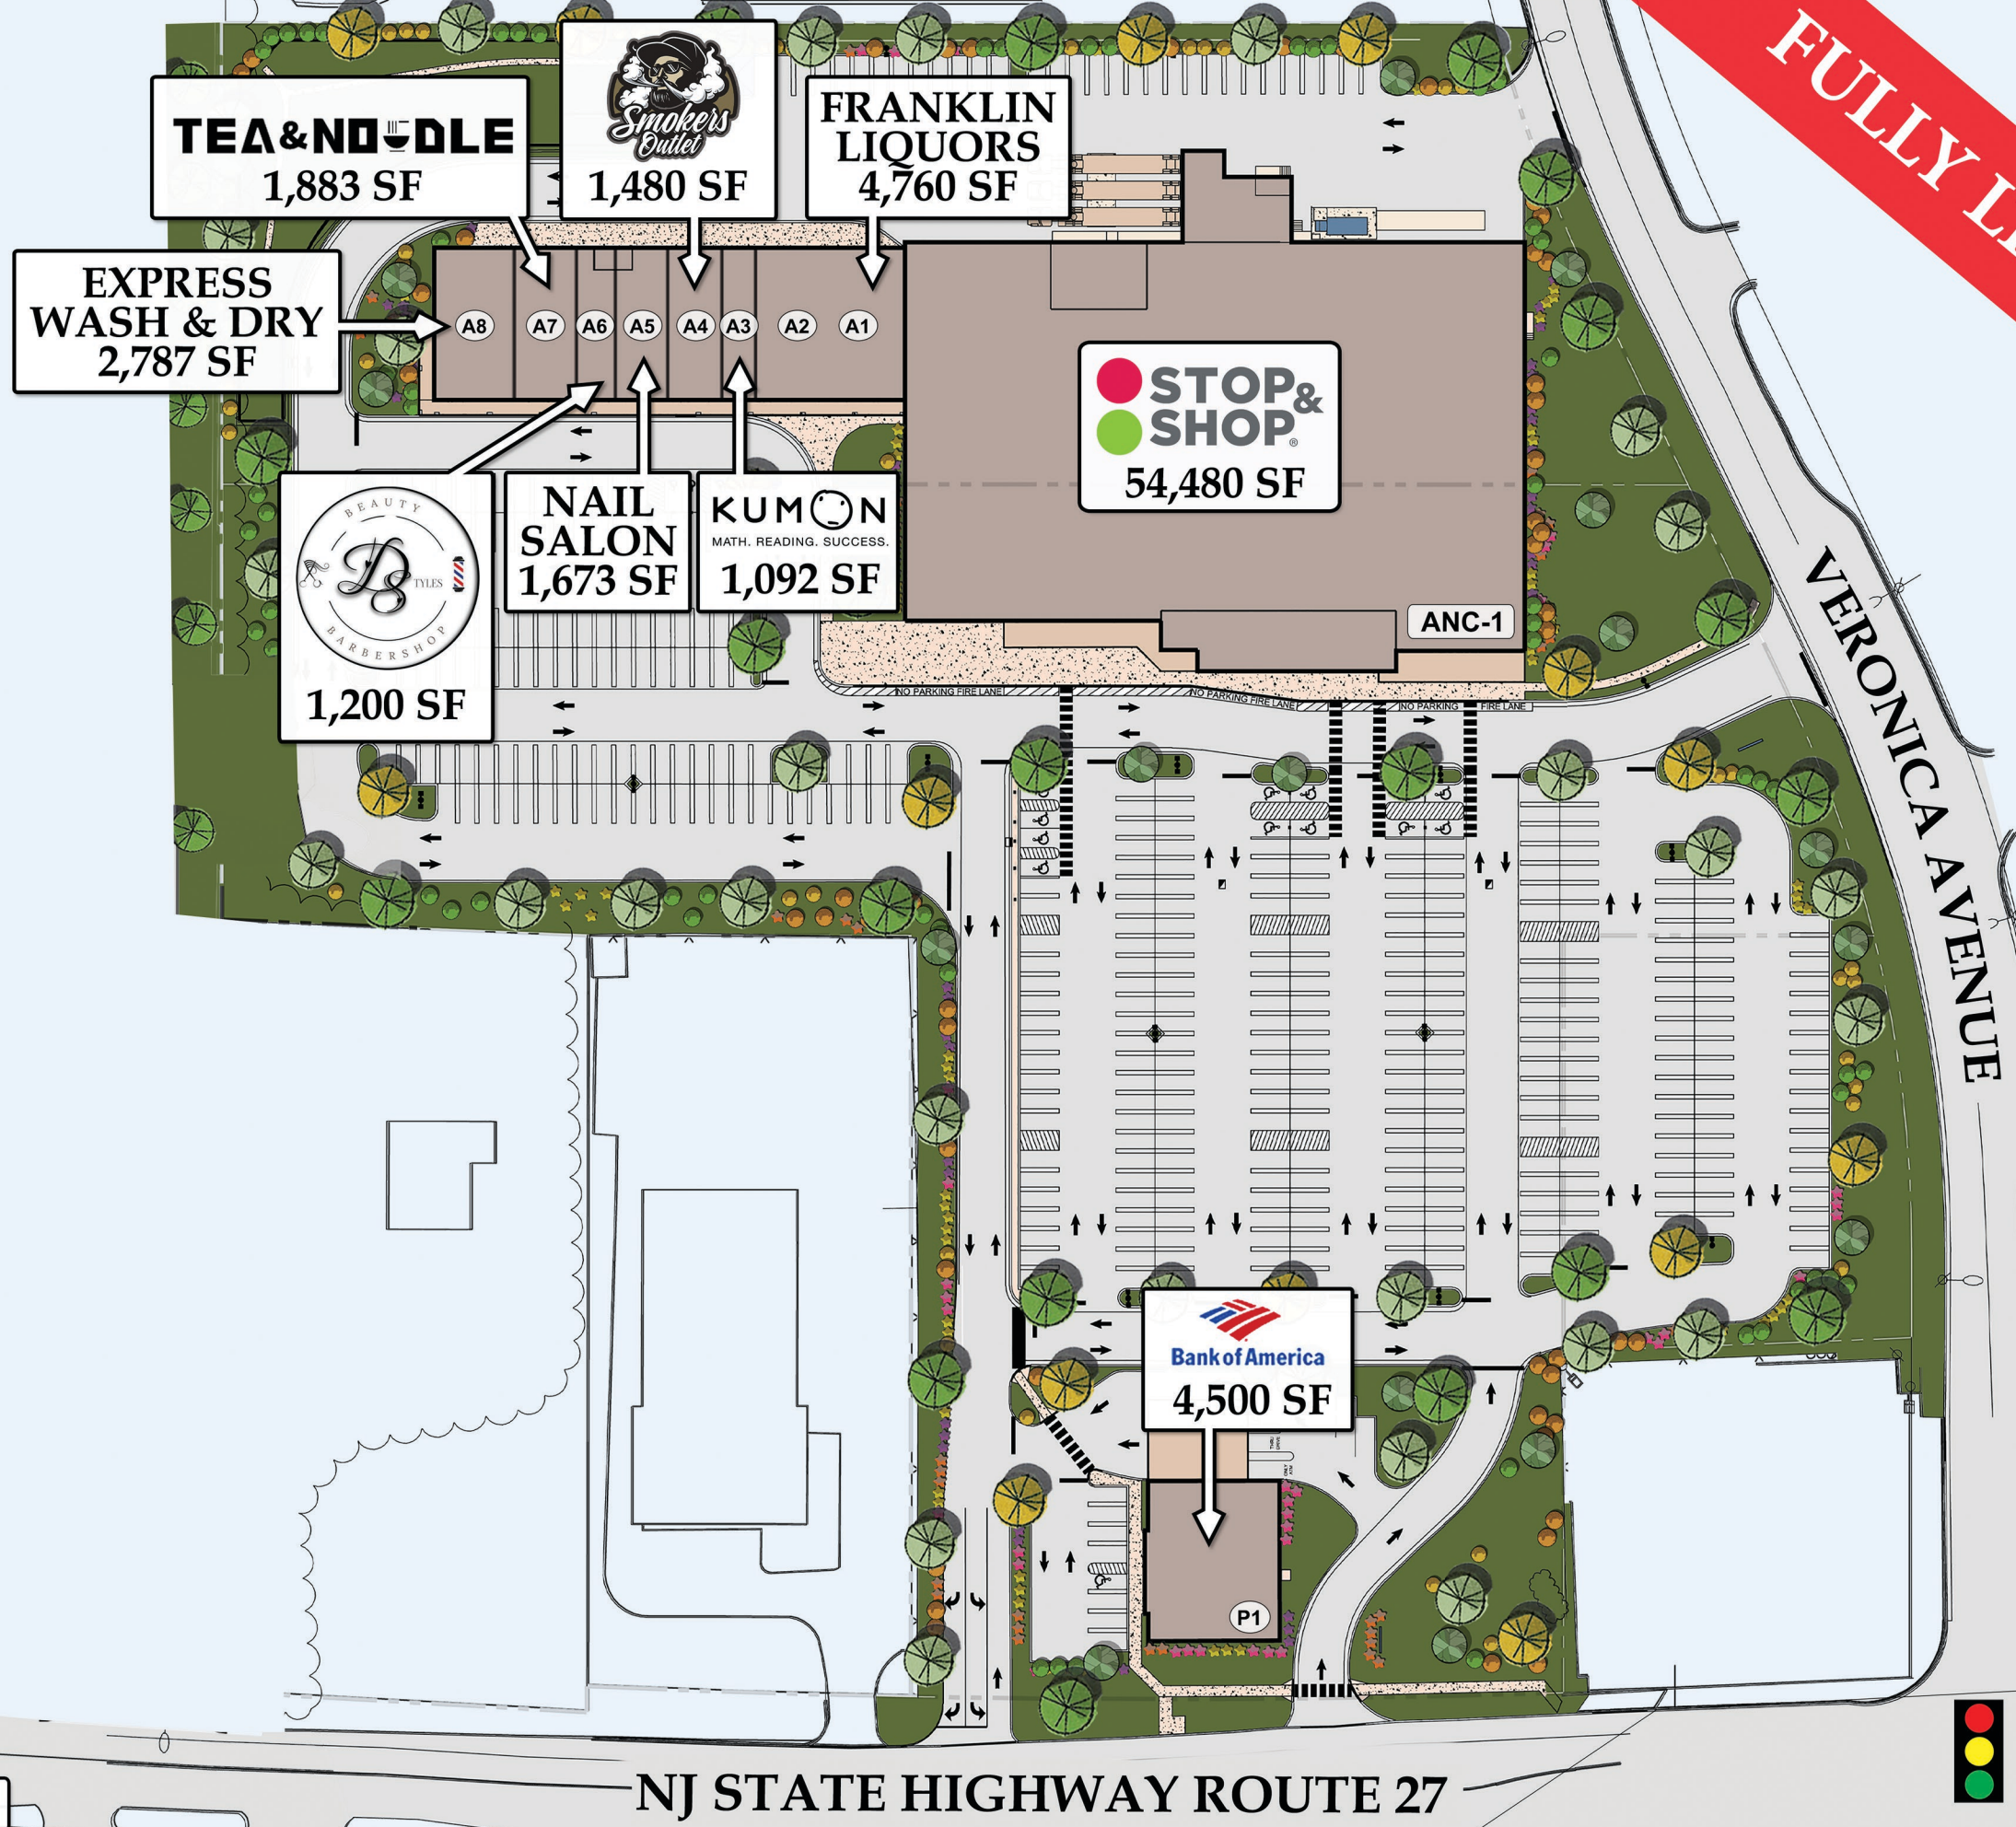 FULLY
TEA&NOODLE
1,883 SF
Smokers
Outlet
1,480 SF
FRANKLIN
LIQUORS
4,760 SF
EXPRESS
WASH & DRY
2,787 SF
A8
A7
A6
A5
A4
A3
A2
A1
STOP&
SHOP®
54,480 SF
BEAUTY
DS
TYLES
BARBERSHOP
1,200 SF
NAIL
SALON
1,673 SF
KUMON
MATH. READING. SUCCESS.
1,092 SF
ANC-1
NO PARKING FIRE LANE
NO PARKING FIRE LANE
NO PARKING FIRE LANE
VERONICA AVENUE
Bank of America
4,500 SF
P1
NJ STATE HIGHWAY ROUTE 27